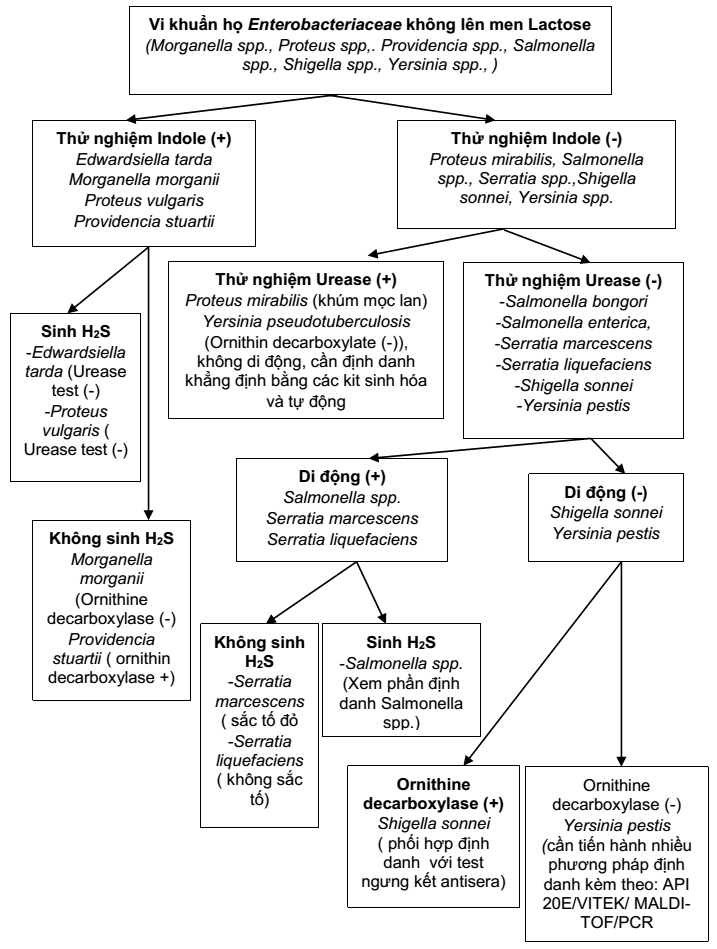 Vi khuẩn họ Enterobacteriaceae không lên men Lactose
(Morganella spp., Proteus spp,. Providencia spp., Salmonella
spp., Shigella spp., Yersinia spp., )
Thử nghiệm Indole (+)
Edwardsiella tarda
Morganella morganii
Proteus vulgaris
Providencia stuartii
Thử nghiệm Indole (-)
Proteus mirabilis, Salmonella
spp., Serratia spp.,Shigella
sonnei, Yersinia spp.
Thử nghiệm Urease (+)
Proteus mirabilis (khúm mọc lan)
Yersinia pseudotuberculosis
(Ornithin decarboxylate (-)),
không di động, cần định danh
khẳng định bằng các kit sinh hóa
và tự động
Thử nghiệm Urease (-)
-Salmonella bongori
-Salmonella enterica,
-Serratia marcescens
-Serratia liquefaciens
-Shigella sonnei
-Yersinia pestis
Sinh H₂S
-Edwardsiella
tarda (Urease
test (-)
-Proteus
vulgaris (
Urease test (-)
Di động (+)
Salmonella spp.
Serratia marcescens
Serratia liquefaciens
Di động (-)
Shigella sonnei
Yersinia pestis
Không sinh H₂S
Morganella
morganii
(Ornithine
decarboxylase (-)
Providencia
stuartii ( ornithin
decarboxylase +)
Không sinh
H₂S
-Serratia
marcescens
( sắc tố đỏ
-Serratia
liquefaciens
( không sắc
tố)
Sinh H₂S
-Salmonella spp.
(Xem phần định
danh Salmonella
spp.)
Ornithine
decarboxylase (+)
Shigella sonnei
( phối hợp định
danh với test
ngưng kết antisera)
Ornithine
decarboxylase (-)
Yersinia pestis
(cần tiến hành nhiều
phương pháp định
danh kèm theo: API
20E/VITEK/ MALDI-
TOF/PCR